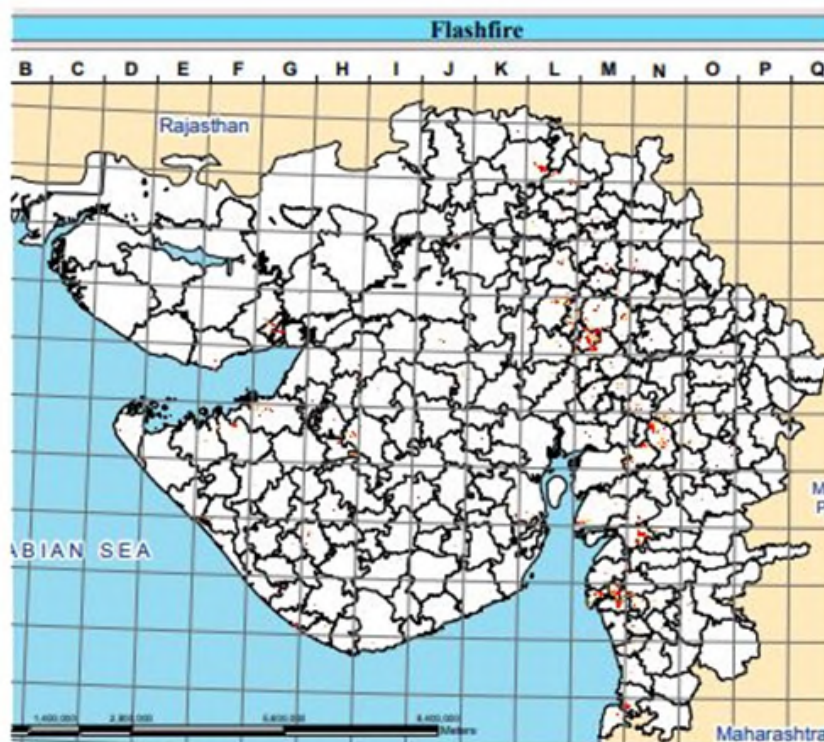 Flashfire
B C D E F G H I J K L M N O P Q
Rajasthan
M
P
ABIAN SEA
Meters
Maharashtra